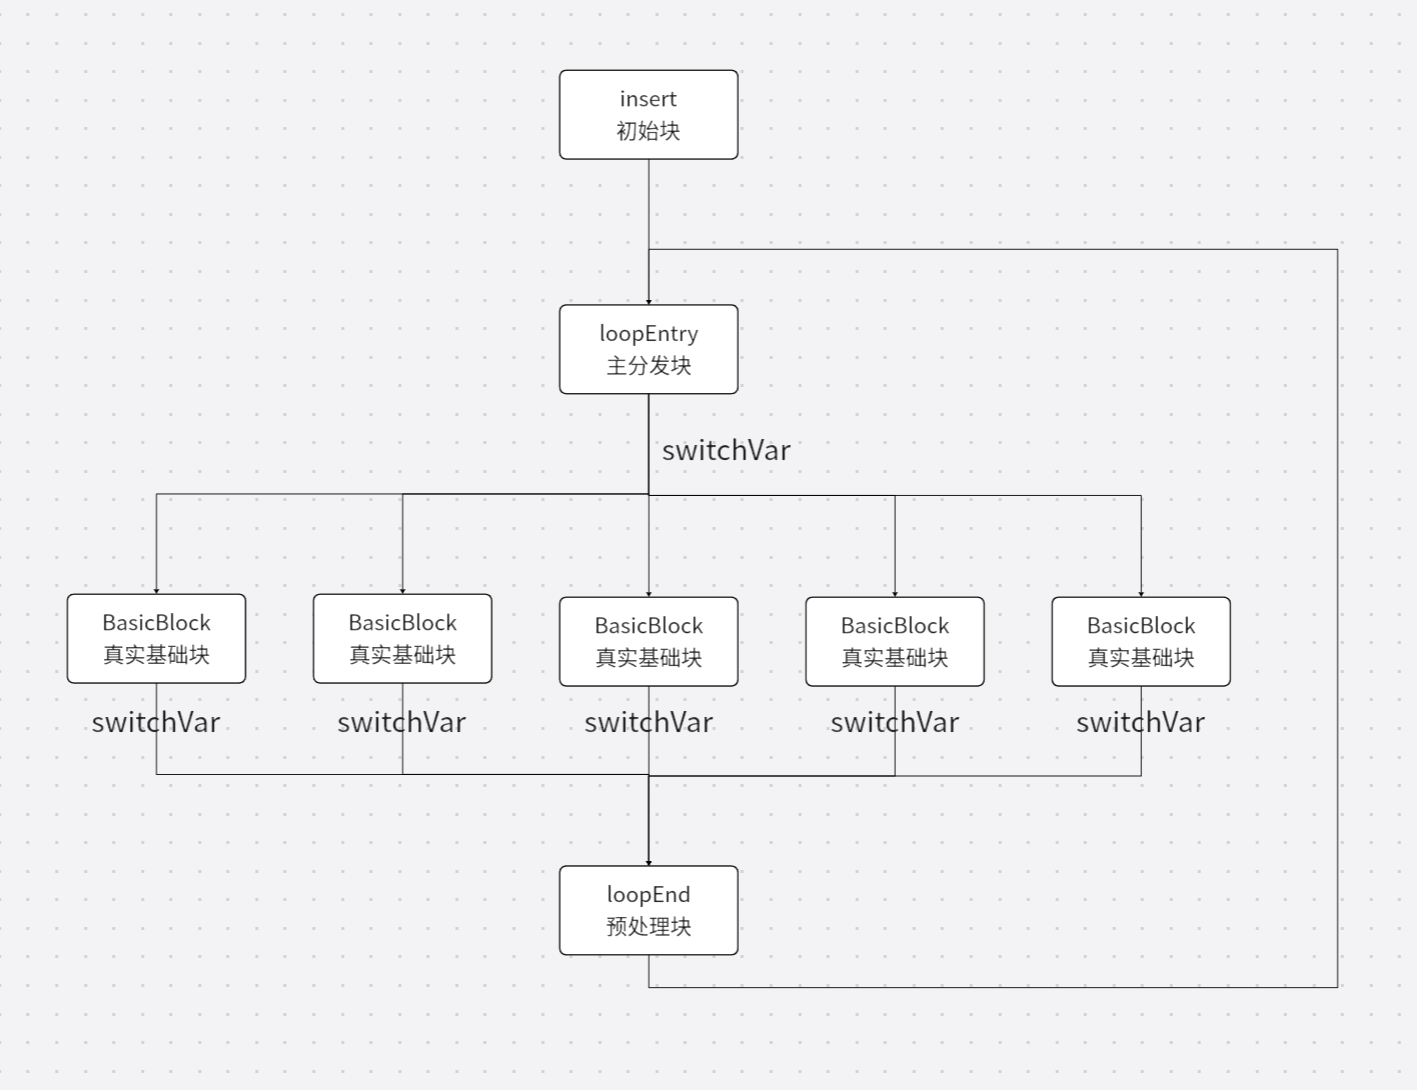 insert
初始块
loopEntry
主分发块
switchVar
BasicBlock
真实基础块
BasicBlock
真实基础块
BasicBlock
真实基础块
BasicBlock
真实基础块
BasicBlock
真实基础块
switchVar
switchVar
switchVar
switchVar
switchVar
loopEnd
预处理块